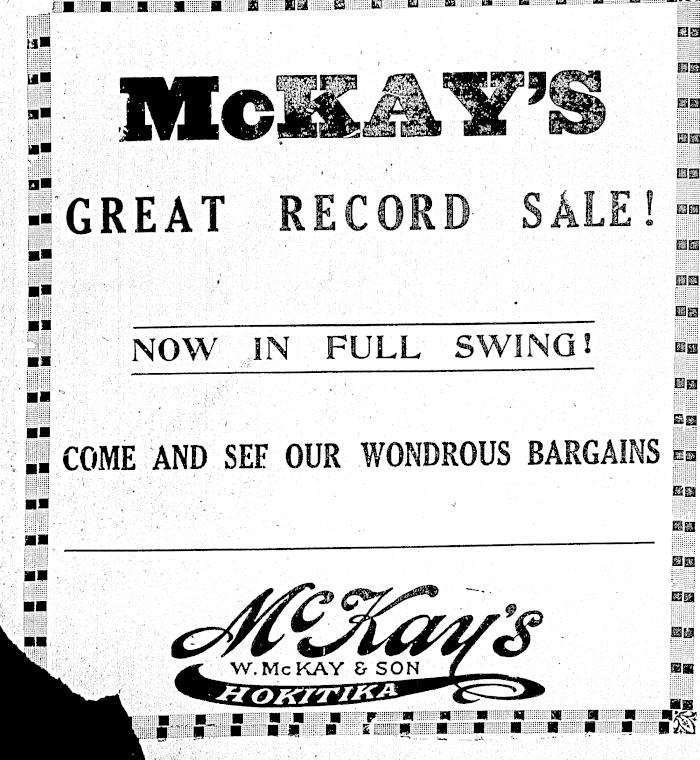 McKAY'S
GREAT RECORD SALE!
NOW IN FULL SWING!
COME AND SEE OUR WONDROUS BARGAINS
McKay's
W. McKAY & SON
HOKITIKA